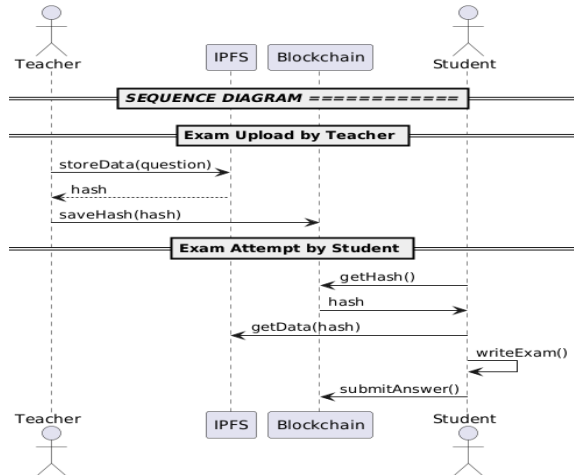 Teacher IPFS Blockchain Student
SEQUENCE DIAGRAM ============
Exam Upload by Teacher
storeData(question)
hash
saveHash(hash)
Exam Attempt by Student
getHash()
hash
getData(hash)
writeExam()
submitAnswer()
Teacher IPFS Blockchain Student